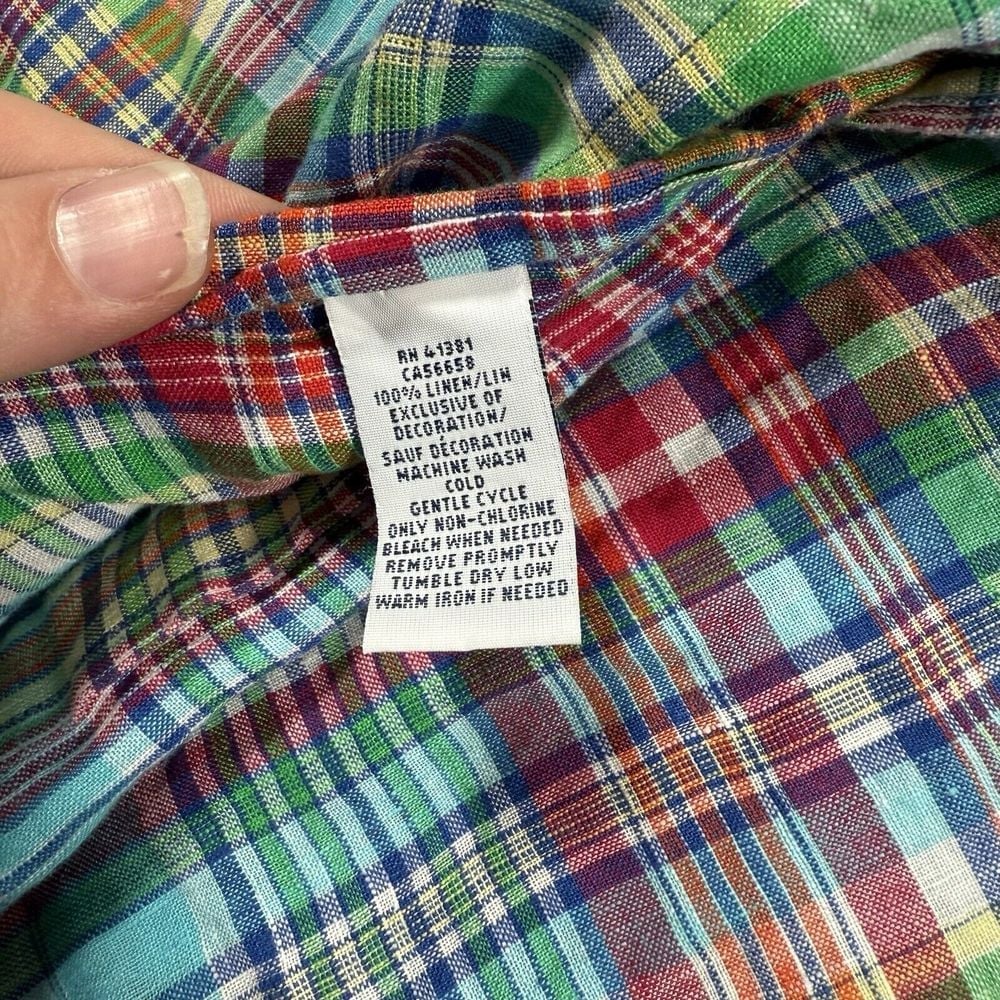 RN 41381
CA56658
100% LINEN/LIN
EXCLUSIVE OF
DECORATION/
SAUF DÉCORATION
MACHINE WASH
COLD
GENTLE CYCLE
ONLY NON-CHLORINE
BLEACH WHEN NEEDED
REMOVE PROMPTLY
TUMBLE DRY LOW
WARM IRON IF NEEDED